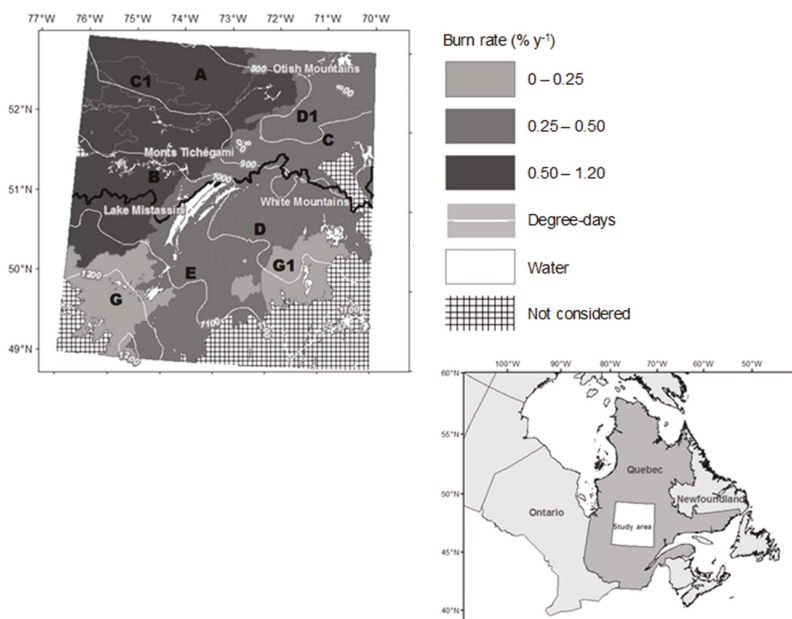 77°W 76°W 75°W 74°W 73°W 72°W 71°W 70°W
52°N
51°N
50°N
49°N
800
Otish Mountains
A
C1
D1
C
Monts Tichégami
900
B
1000
Lake Mistassini
White Mountains
D
E
G1
1200
G
1100
1200
Burn rate (% y-1)
0 – 0.25
0.25 – 0.50
0.50 – 1.20
Degree-days
Water
Not considered
100°W 90°W 80°W 70°W 60°W 50°W
60°N
55°N
50°N
45°N
40°N
Quebec
Newfoundland
Ontario
Study area